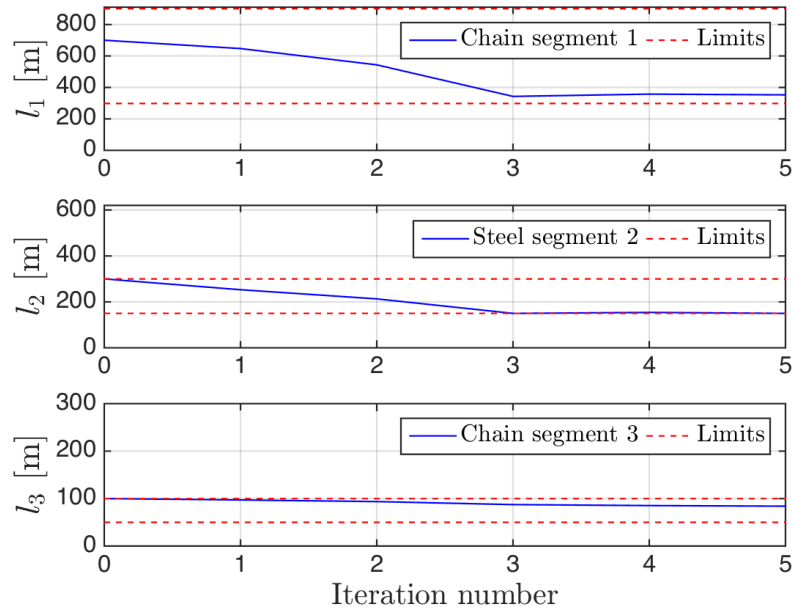 800
600
400
200
0
l₁ [m]
Chain segment 1 Limits
0 1 2 3 4 5
600
400
200
0
l₂ [m]
Steel segment 2 Limits
0 1 2 3 4 5
300
200
100
0
l₃ [m]
Chain segment 3 Limits
0 1 2 3 4 5
Iteration number